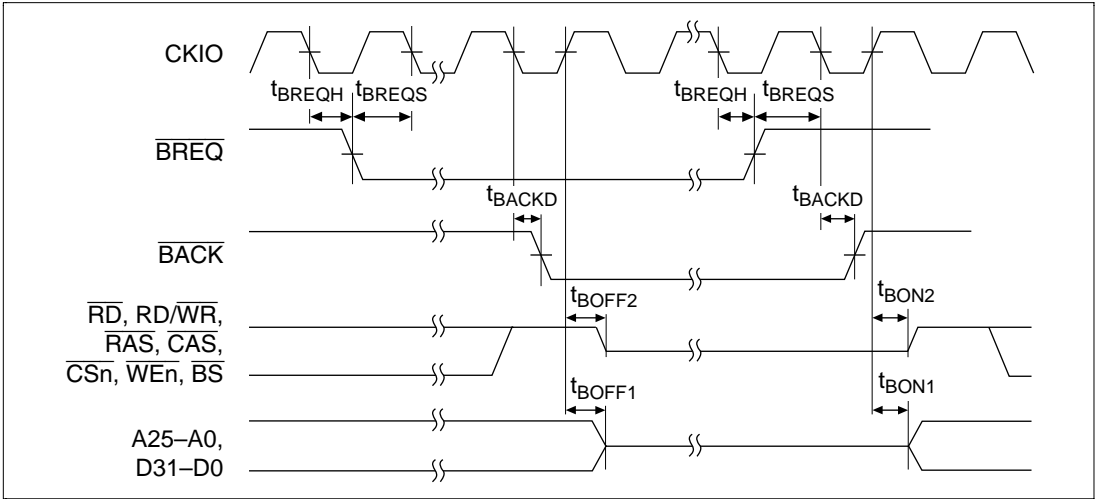 CKIO
tBREQH tBREQS tBREQH tBREQS
BREQ
tBACKD tBACKD
BACK
tBOFF2 tBON2
RD, RD/WR,
RAS, CAS,
CSn, WEn, BS
tBOFF1 tBON1
A25–A0,
D31–D0